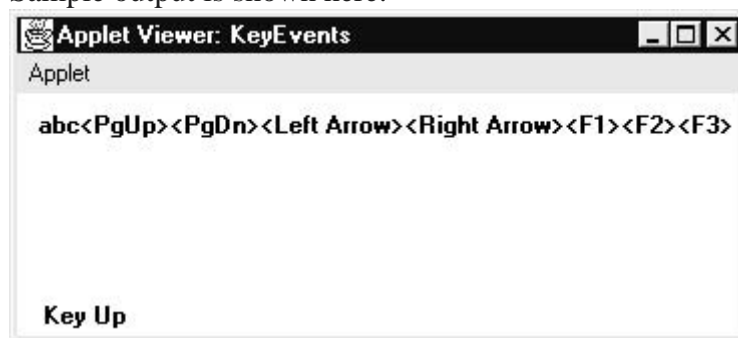 Sample output is shown here:
Applet Viewer: KeyEvents
Applet
abc<PgUp><PgDn><Left Arrow><Right Arrow><F1><F2><F3>
Key Up